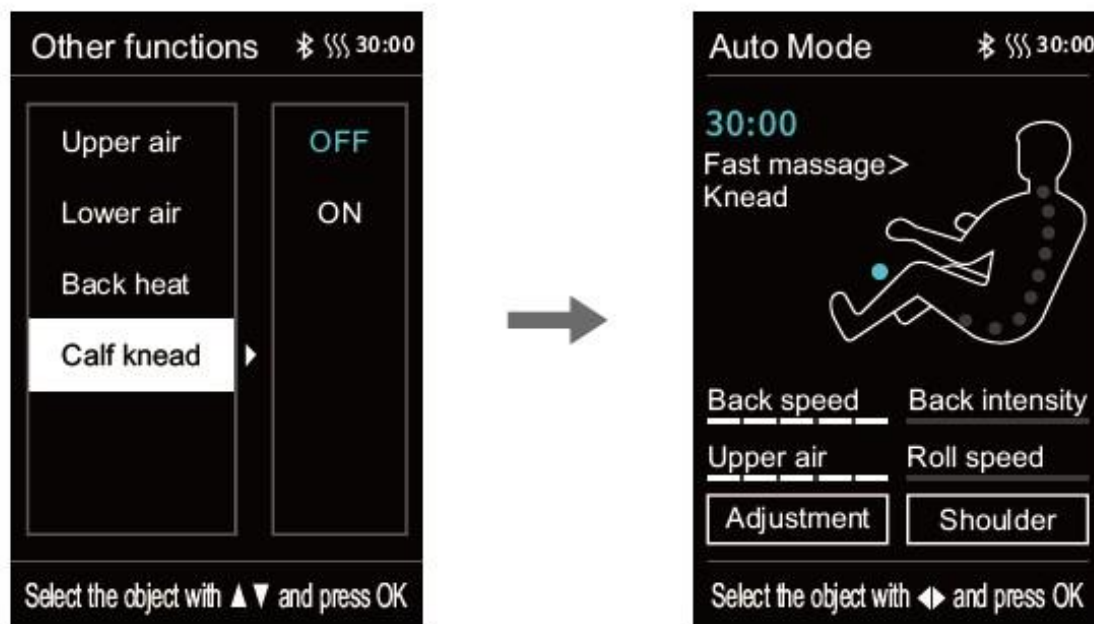 Other functions 30:00
Upper air OFF
Lower air ON
Back heat
Calf knead
Select the object with ▲▼ and press OK
Auto Mode 30:00
30:00
Fast massage>
Knead
Back speed Back intensity
Upper air Roll speed
Adjustment Shoulder
Select the object with ◀▶ and press OK